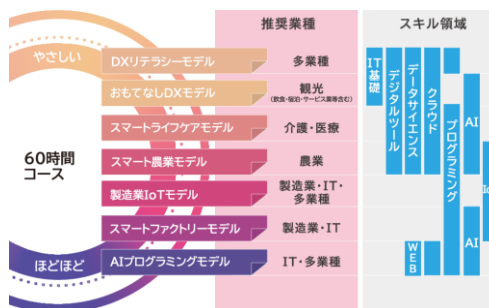 推奨業種
スキル領域
やさしい
60時間
コース
ほどほど
DXリテラシーモデル
多業種
おもてなしDXモデル
観光
(飲食・宿泊・サービス業等含む)
スマートライフケアモデル
介護・医療
スマート農業モデル
農業
製造業IoTモデル
製造業・IT・
多業種
スマートファクトリーモデル
製造業・IT
AIプログラミングモデル
IT・多業種
IT基礎
デジタルツール
データサイエンス
クラウド
プログラミング
AI
WEB
AI